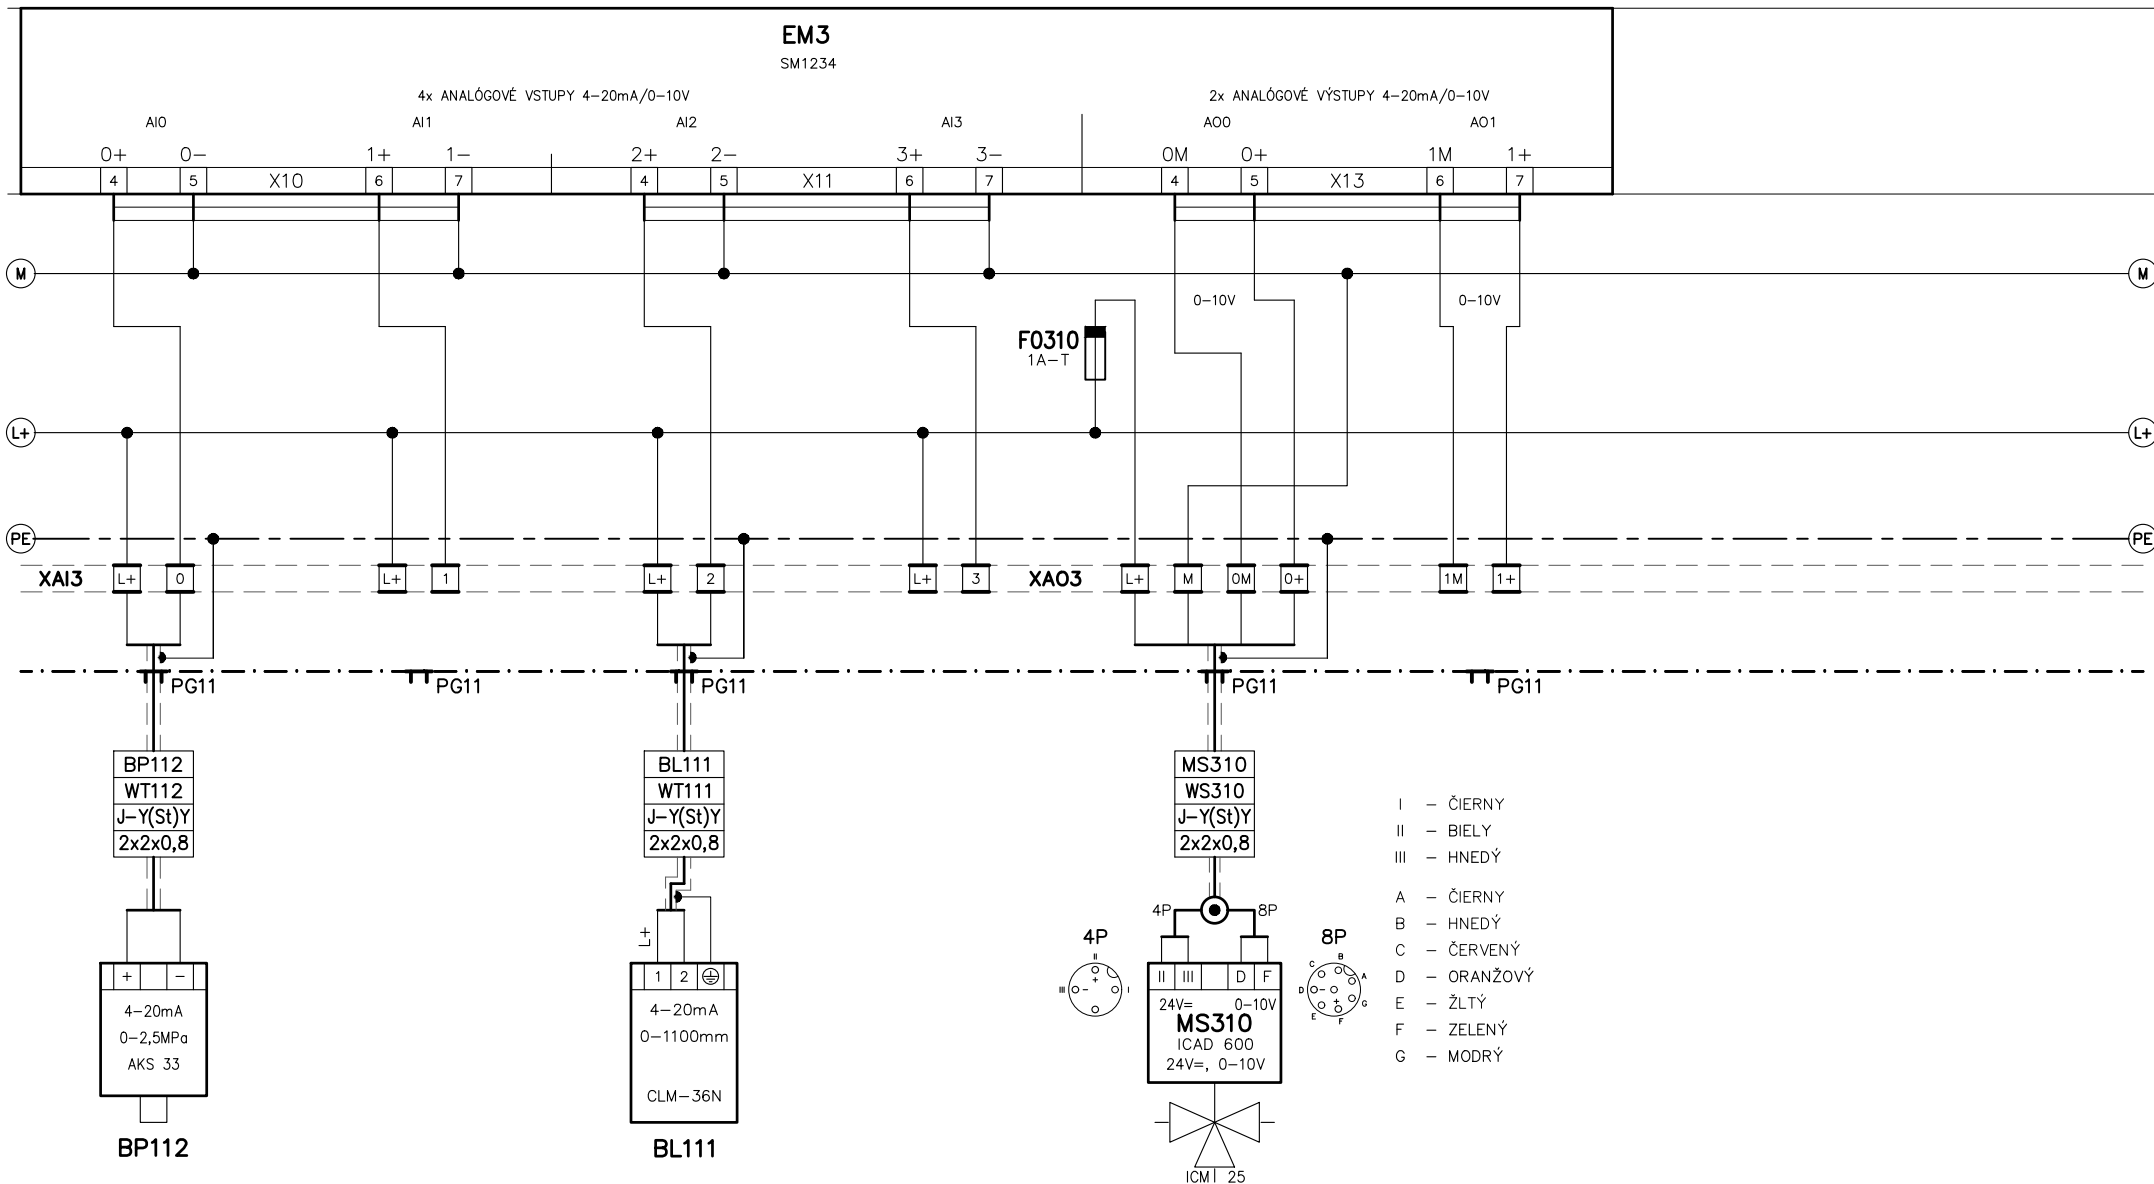 EM3
SM1234
4x ANALÓGOVÉ VSTUPY 4-20mA/0-10V
2x ANALÓGOVÉ VÝSTUPY 4-20mA/0-10V
AI0 AI1 AI2 AI3 AO0 AO1
0+ 0- 1+ 1- 2+ 2- 3+ 3- 0M 0+ 1M 1+
4 5 X10 6 7 4 5 X11 6 7 4 5 X13 6 7
M M
0-10V 0-10V
F0310
1A-T
L+ L+
PE PE
XAI3 L+ 0 L+ 1 L+ 2 L+ 3 XAO3 L+ M 0M 0+ 1M 1+
PG11 PG11 PG11 PG11 PG11
BP112
WT112
J-Y(St)Y
2x2x0,8
BL111
WT111
J-Y(St)Y
2x2x0,8
MS310
WS310
J-Y(St)Y
2x2x0,8
+ -
4-20mA
0-2,5MPa
AKS 33
BP112
L+
1 2
4-20mA
0-1100mm
CLM-36N
BL111
4P 8P
4P
II
+
III - I
II III D F
24V= 0-10V
MS310
ICAD 600
24V=, 0-10V
ICM 25
8P
B
C A
D - +
G
E F
I - ČIERNY
II - BIELY
III - HNEDÝ
A - ČIERNY
B - HNEDÝ
C - ČERVENÝ
D - ORANŽOVÝ
E - ŽLTÝ
F - ZELENÝ
G - MODRÝ